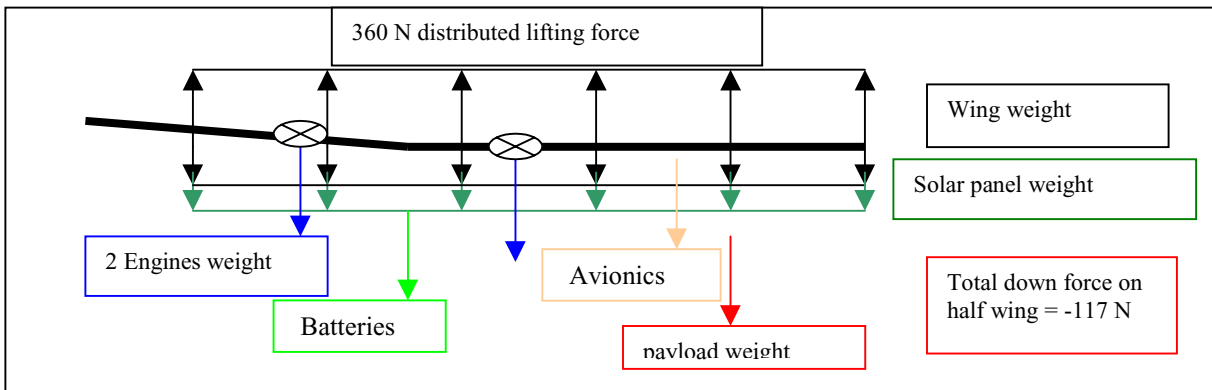 360 N distributed lifting force
Wing weight
Solar panel weight
2 Engines weight
Avionics
Batteries
Total down force on
half wing = -117 N
payload weight